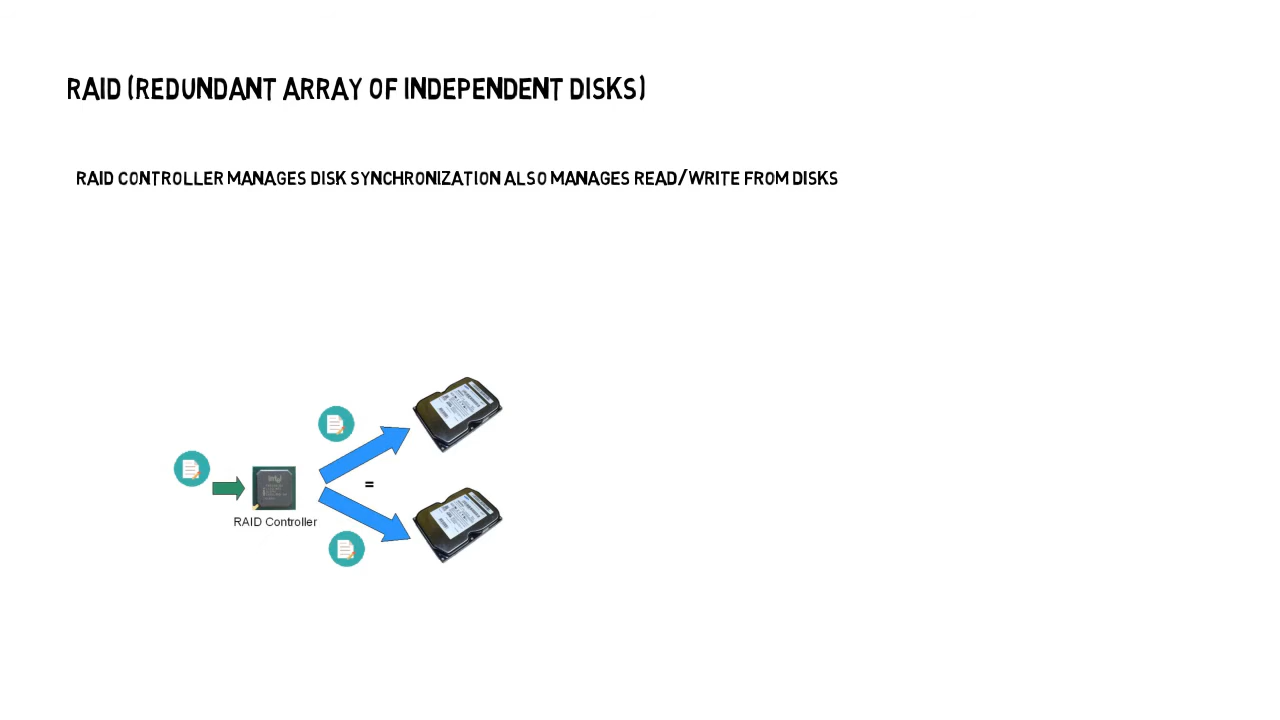 RAID (REDUNDANT ARRAY OF INDEPENDENT DISKS)
RAID CONTROLLER MANAGES DISK SYNCHRONIZATION ALSO MANAGES READ/WRITE FROM DISKS
=
intel
RAID Controller